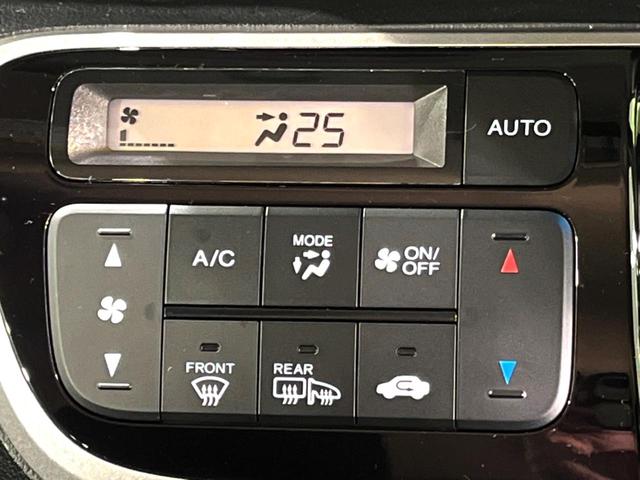 25
AUTO
A/C
MODE
ON/
OFF
FRONT
REAR